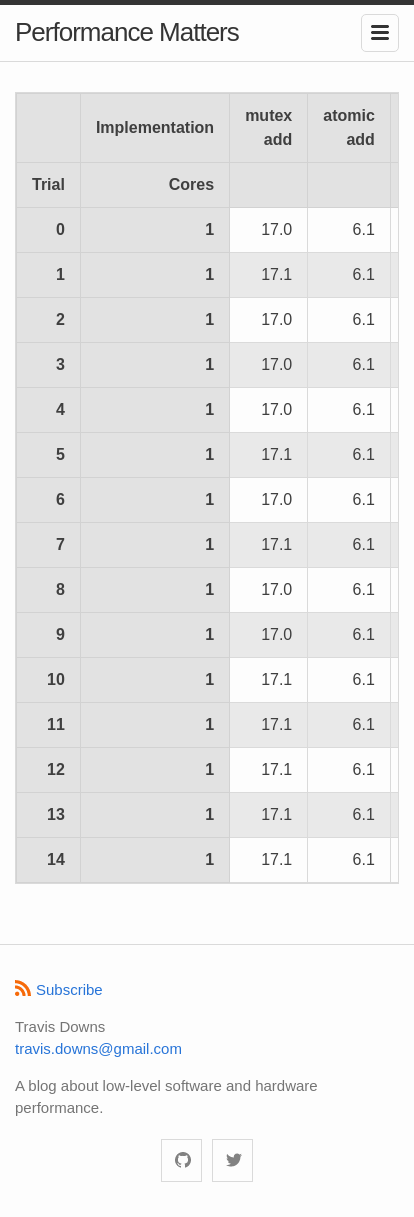 Performance Matters
Implementation mutex add atomic add
Trial Cores
0 1 17.0 6.1
1 1 17.1 6.1
2 1 17.0 6.1
3 1 17.0 6.1
4 1 17.0 6.1
5 1 17.1 6.1
6 1 17.0 6.1
7 1 17.1 6.1
8 1 17.0 6.1
9 1 17.0 6.1
10 1 17.1 6.1
11 1 17.1 6.1
12 1 17.1 6.1
13 1 17.1 6.1
14 1 17.1 6.1
Subscribe
Travis Downs
travis.downs@gmail.com
A blog about low-level software and hardware
performance.